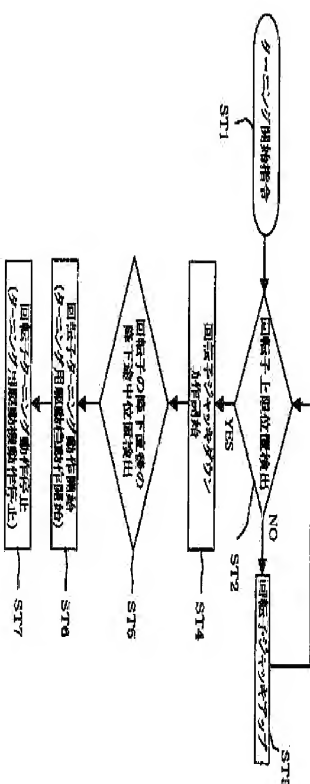 ターニング開始指令
ST1
回転子上限位置検出
ST2
NO
YES
回転子ジャッキアップ
回転子ジャッキダウン
動作開始
ST4
回転子の降下直後の
降下途中位置検出
ST5
回転子ターニング動作開始
(ターニング用駆動機動作開始)
ST6
回転子ターニング動作停止
(ターニング用駆動機動作停止)
ST7